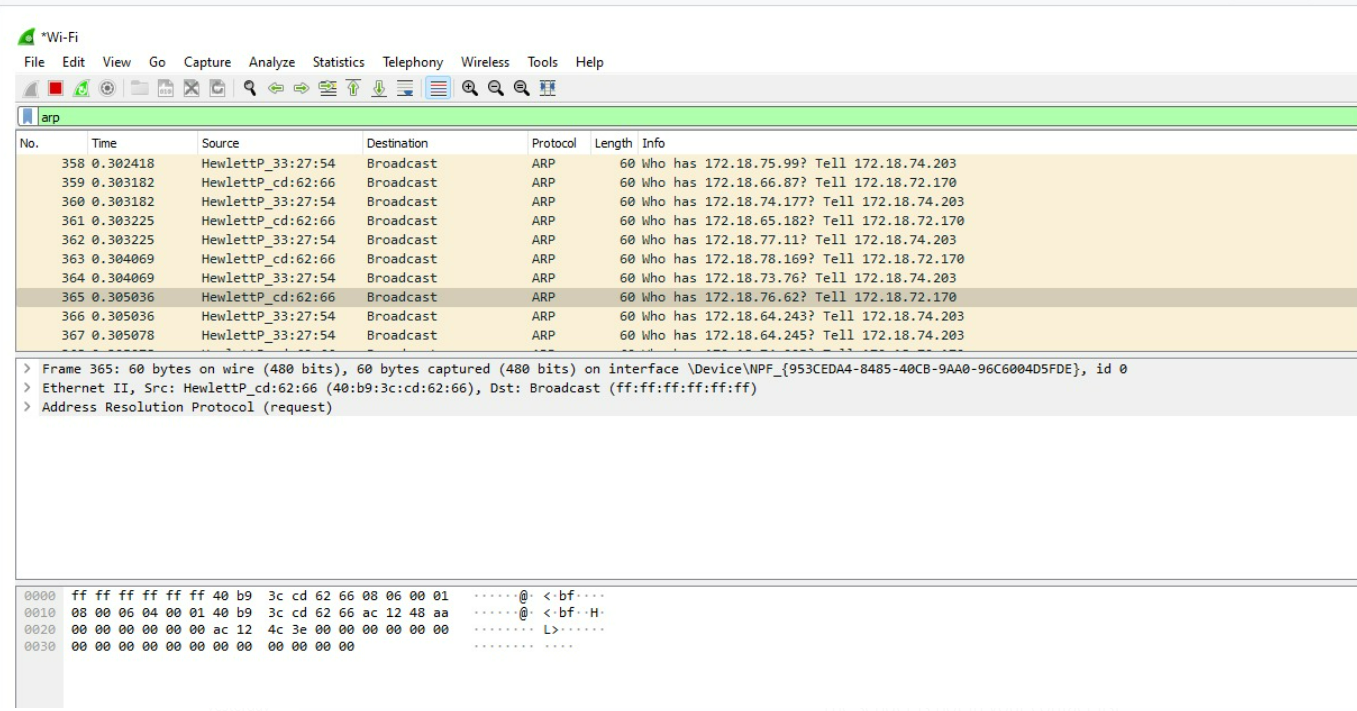 *Wi-Fi
File Edit View Go Capture Analyze Statistics Telephony Wireless Tools Help
arp
No. Time Source Destination Protocol Length Info
358 0.302418 HewlettP_33:27:54 Broadcast ARP 60 Who has 172.18.75.99? Tell 172.18.74.203
359 0.303182 HewlettP_cd:62:66 Broadcast ARP 60 Who has 172.18.66.87? Tell 172.18.72.170
360 0.303182 HewlettP_33:27:54 Broadcast ARP 60 Who has 172.18.74.177? Tell 172.18.74.203
361 0.303225 HewlettP_cd:62:66 Broadcast ARP 60 Who has 172.18.65.182? Tell 172.18.72.170
362 0.303225 HewlettP_33:27:54 Broadcast ARP 60 Who has 172.18.77.11? Tell 172.18.74.203
363 0.304069 HewlettP_cd:62:66 Broadcast ARP 60 Who has 172.18.78.169? Tell 172.18.72.170
364 0.304069 HewlettP_33:27:54 Broadcast ARP 60 Who has 172.18.73.76? Tell 172.18.74.203
365 0.305036 HewlettP_cd:62:66 Broadcast ARP 60 Who has 172.18.76.62? Tell 172.18.72.170
366 0.305036 HewlettP_33:27:54 Broadcast ARP 60 Who has 172.18.64.243? Tell 172.18.74.203
367 0.305078 HewlettP_33:27:54 Broadcast ARP 60 Who has 172.18.64.245? Tell 172.18.74.203
> Frame 365: 60 bytes on wire (480 bits), 60 bytes captured (480 bits) on interface \Device\NPF_{953CEDA4-8485-40CB-9AA0-96C6004D5FDE}, id 0
> Ethernet II, Src: HewlettP_cd:62:66 (40:b9:3c:cd:62:66), Dst: Broadcast (ff:ff:ff:ff:ff:ff)
> Address Resolution Protocol (request)
0000 ff ff ff ff ff ff 40 b9 3c cd 62 66 08 06 00 01 ······@· <·bf····
0010 08 00 06 04 00 01 40 b9 3c cd 62 66 ac 12 48 aa ······@· <·bf··H·
0020 00 00 00 00 00 00 ac 12 4c 3e 00 00 00 00 00 00 ········ L>······
0030 00 00 00 00 00 00 00 00 00 00 00 00 ········ ····